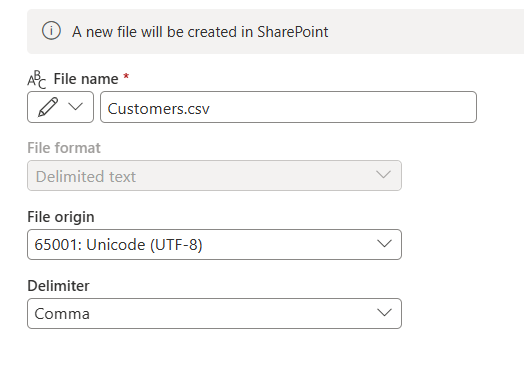 A new file will be created in SharePoint
ABC File name *
Customers.csv
File format
Delimited text
File origin
65001: Unicode (UTF-8)
Delimiter
Comma